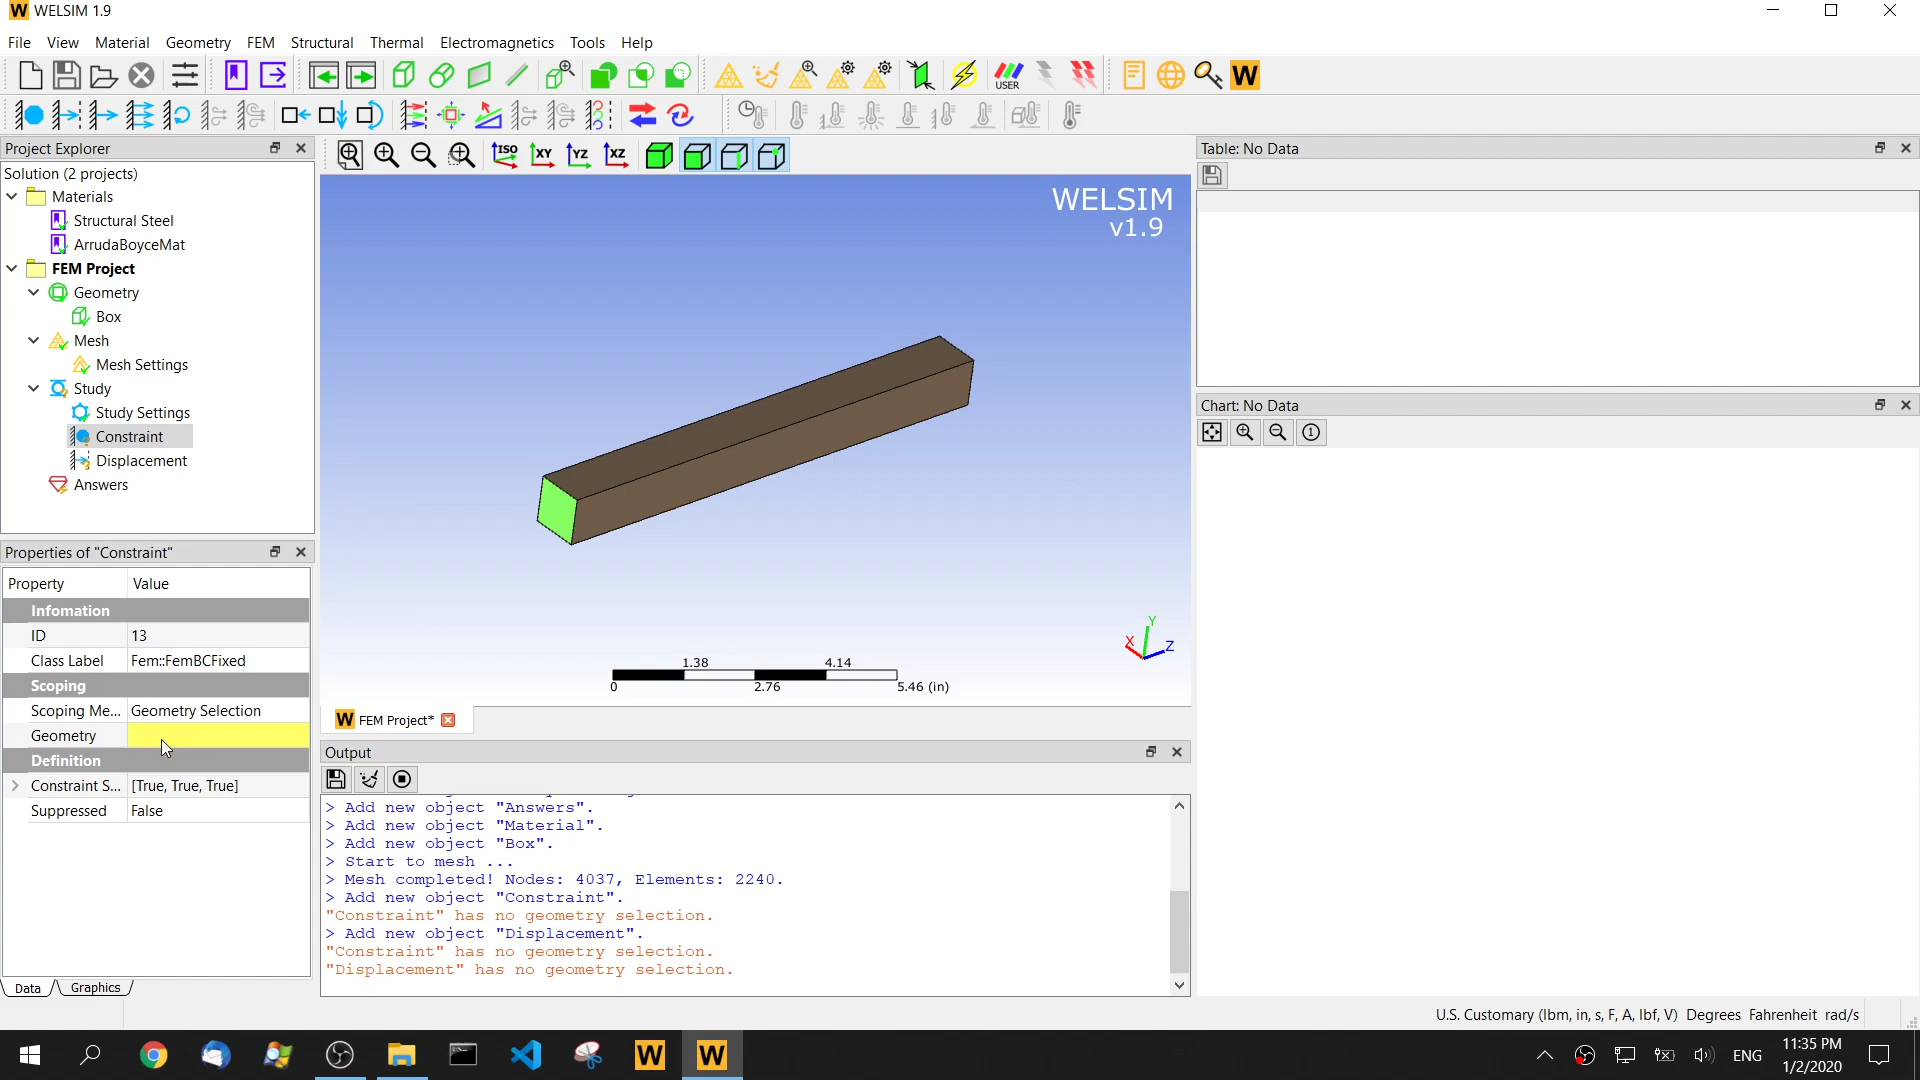 WELSIM 1.9
File View Material Geometry FEM Structural Thermal Electromagnetics Tools Help
USER
W
Project Explorer
Solution (2 projects)
Materials
Structural Steel
ArrudaBoyceMat
FEM Project
Geometry
Box
Mesh
Mesh Settings
Study
Study Settings
Constraint
Displacement
Answers
Properties of "Constraint"
Property Value
Infomation
ID 13
Class Label Fem::FemBCFixed
Scoping
Scoping Me... Geometry Selection
Geometry
Definition
Constraint S... [True, True, True]
Suppressed False
Data Graphics
ISO XY YZ XZ
WELSIM
v1.9
Y
X
Z
1.38 4.14
0 2.76 5.46 (in)
W FEM Project*
Output
> Add new object "Answers".
> Add new object "Material".
> Add new object "Box".
> Start to mesh ...
> Mesh completed! Nodes: 4037, Elements: 2240.
> Add new object "Constraint".
"Constraint" has no geometry selection.
> Add new object "Displacement".
"Constraint" has no geometry selection.
"Displacement" has no geometry selection.
Table: No Data
Chart: No Data
U.S. Customary (lbm, in, s, F, A, lbf, V) Degrees Fahrenheit rad/s
W W
ENG
11:35 PM
1/2/2020